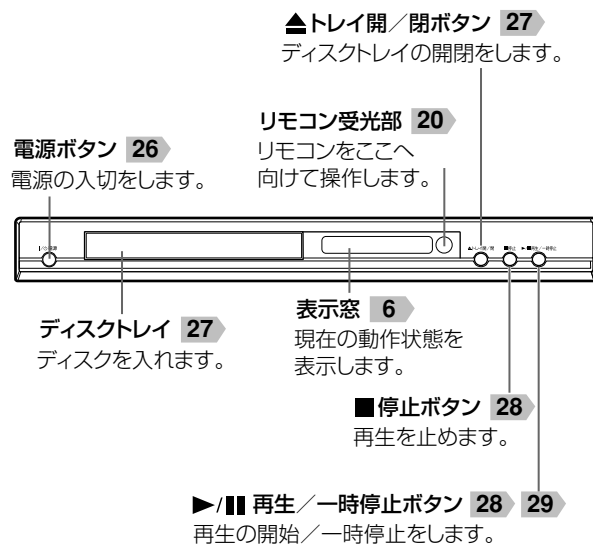 ▲トレイ開／閉ボタン 27
ディスクトレイの開閉をします。
リモコン受光部 20
リモコンをここへ
向けて操作します。
電源ボタン 26
電源の入切をします。
ディスクトレイ 27
ディスクを入れます。
表示窓 6
現在の動作状態を
表示します。
■停止ボタン 28
再生を止めます。
▶/▮▮ 再生／一時停止ボタン 28 29
再生の開始／一時停止をします。